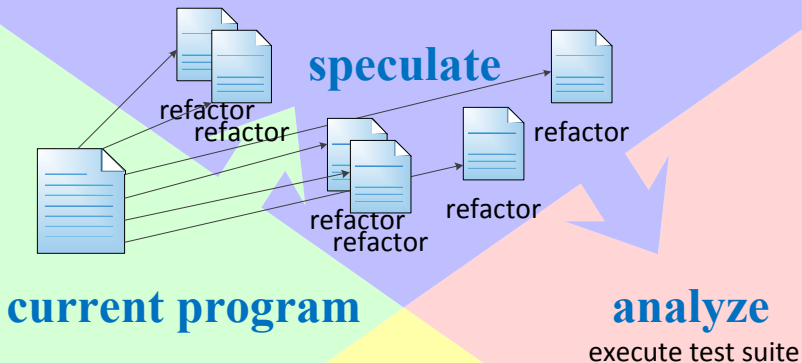 speculate
refactor
refactor
refactor
refactor
refactor
refactor
current program
analyze
execute test suite